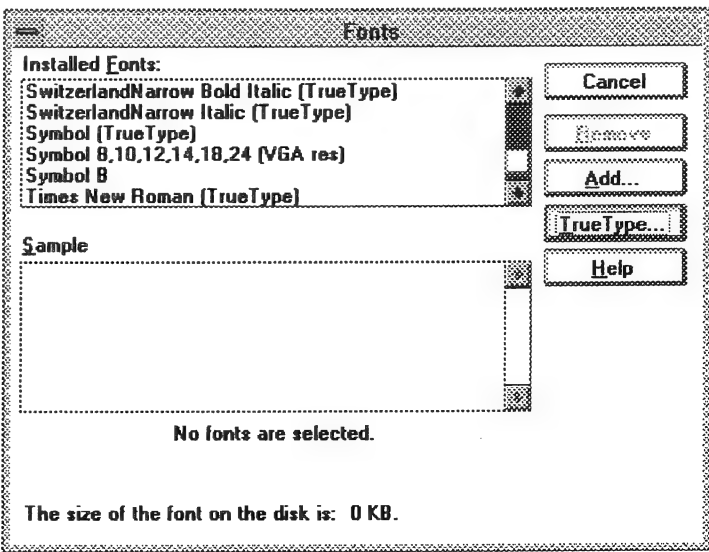 Fonts
Installed Fonts:
SwitzerlandNarrow Bold Italic (TrueType)
SwitzerlandNarrow Italic (TrueType)
Symbol (TrueType)
Symbol 8,10,12,14,18,24 (VGA res)
Symbol B
Times New Roman (TrueType)
Cancel
Remove
Add...
TrueType...
Help
Sample
No fonts are selected.
The size of the font on the disk is: 0 KB.